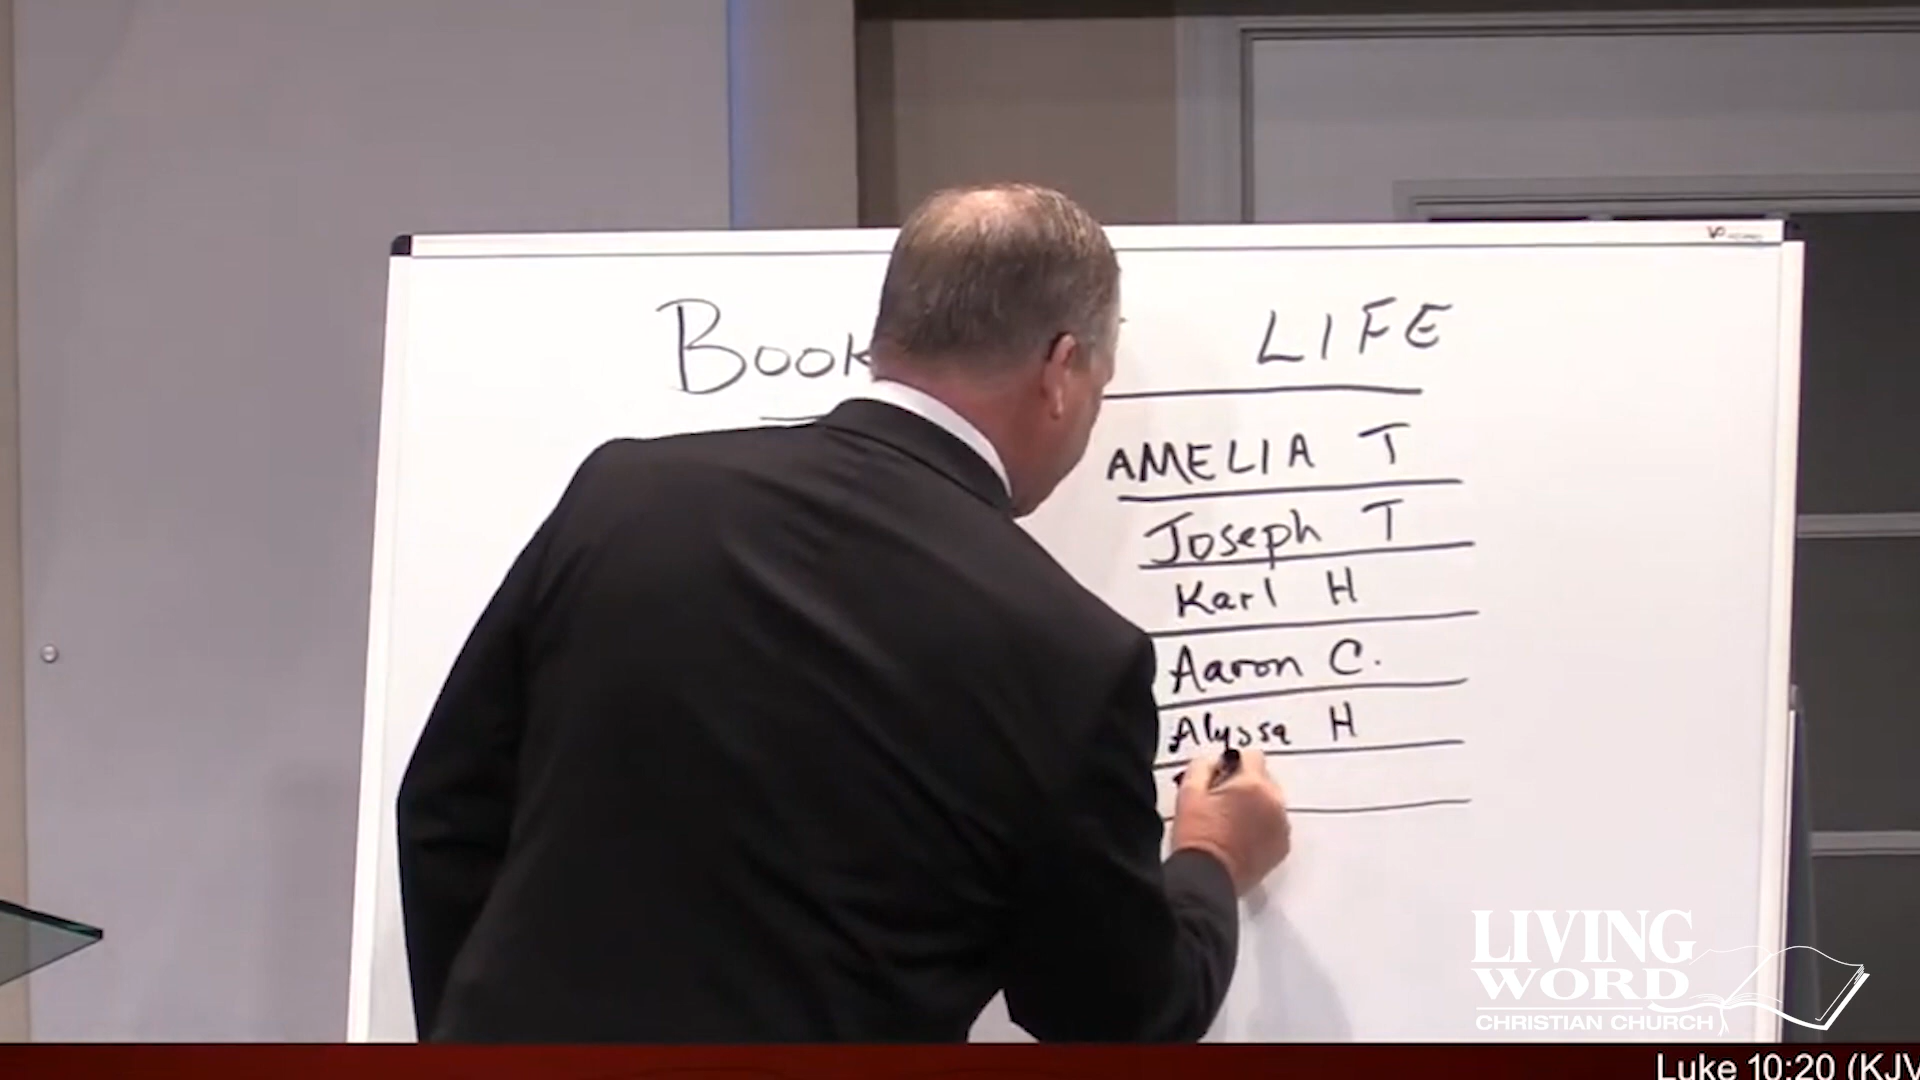 Book LIFE
AMELIA T
Joseph T
Karl H
Aaron C.
Alyssa H
LIVING
WORD
CHRISTIAN CHURCH
Luke 10:20 (KJV